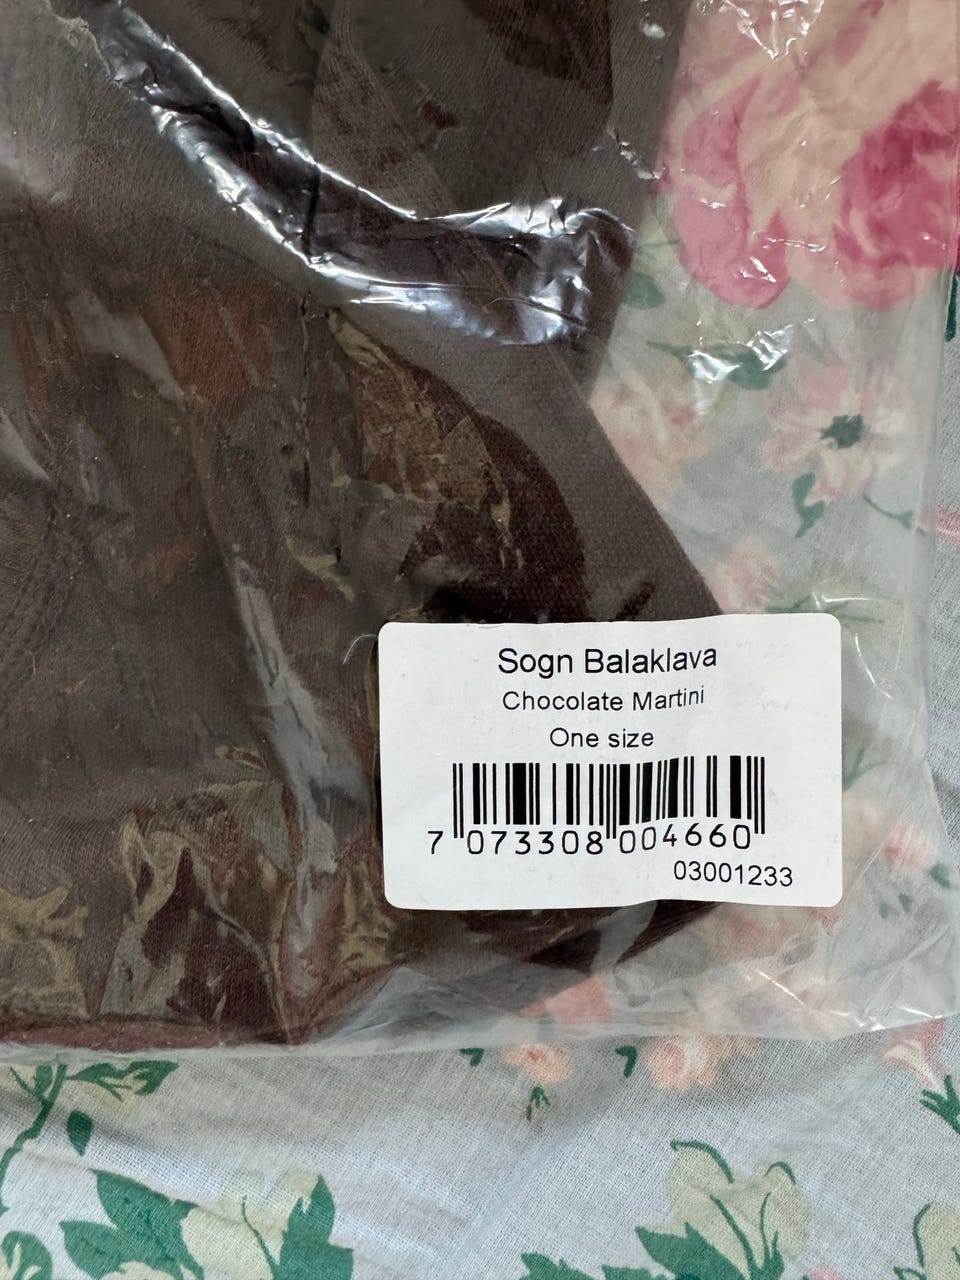 Sogn Balaklava
Chocolate Martini
One size
7 073308 004660
03001233